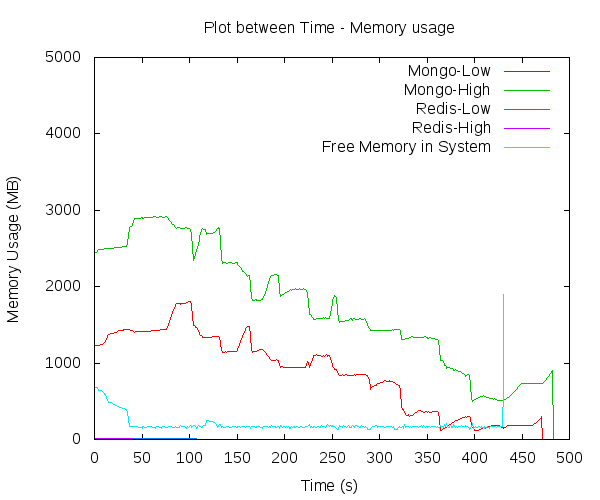 Plot between Time - Memory usage
5000
4000
3000
2000
1000
0
Memory Usage (MB)
Mongo-Low
Mongo-High
Redis-Low
Redis-High
Free Memory in System
0 50 100 150 200 250 300 350 400 450 500
Time (s)